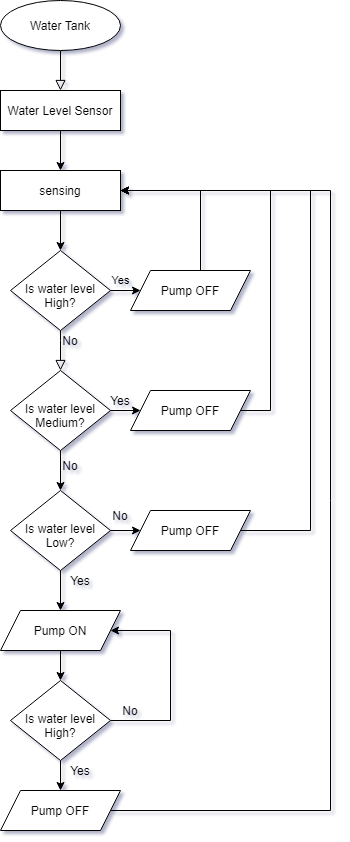 Water Tank
Water Level Sensor
sensing
Is water level
High?
Yes
Pump OFF
No
Is water level
Medium?
Yes
Pump OFF
No
Is water level
Low?
No
Pump OFF
Yes
Pump ON
Is water level
High?
No
Yes
Pump OFF